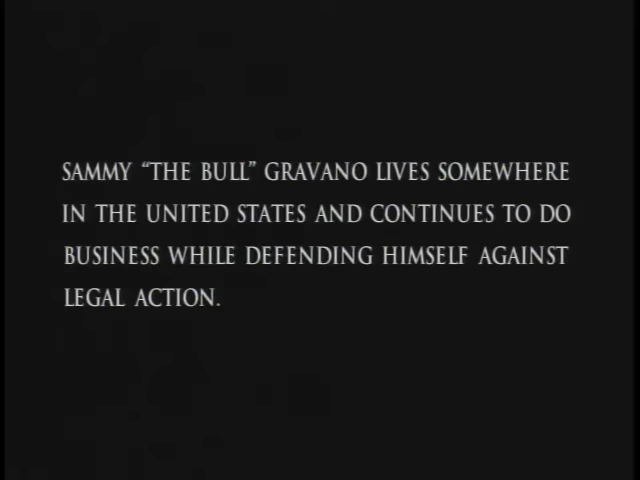 SAMMY “THE BULL” GRAVANO LIVES SOMEWHERE
IN THE UNITED STATES AND CONTINUES TO DO
BUSINESS WHILE DEFENDING HIMSELF AGAINST
LEGAL ACTION.